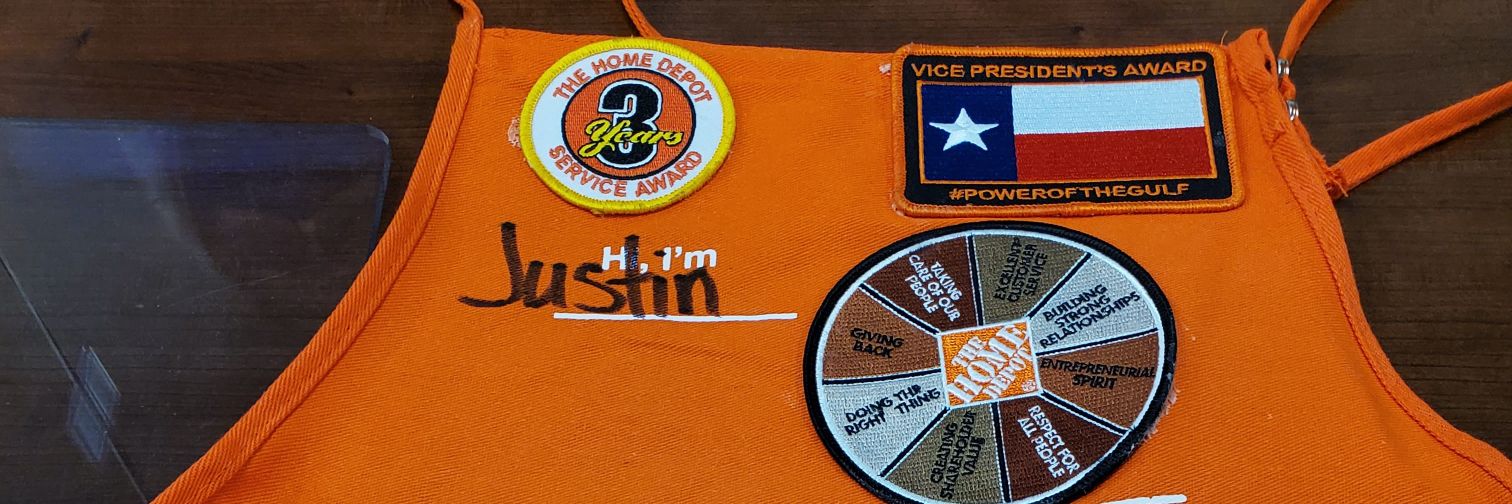 THE HOME DEPOT
3
Years
SERVICE AWARD
VICE PRESIDENT'S AWARD
#POWEROFTHEGULF
Hi, I'm
Justin
TAKING
CARE OF OUR
PEOPLE
EXCELLENT
CUSTOMER
SERVICE
BUILDING
STRONG
RELATIONSHIPS
ENTREPRENEURIAL
SPIRIT
RESPECT FOR
ALL PEOPLE
CREATING
SHAREHOLDER
VALUE
DOING THE
RIGHT THING
GIVING
BACK
THE
HOME
DEPOT